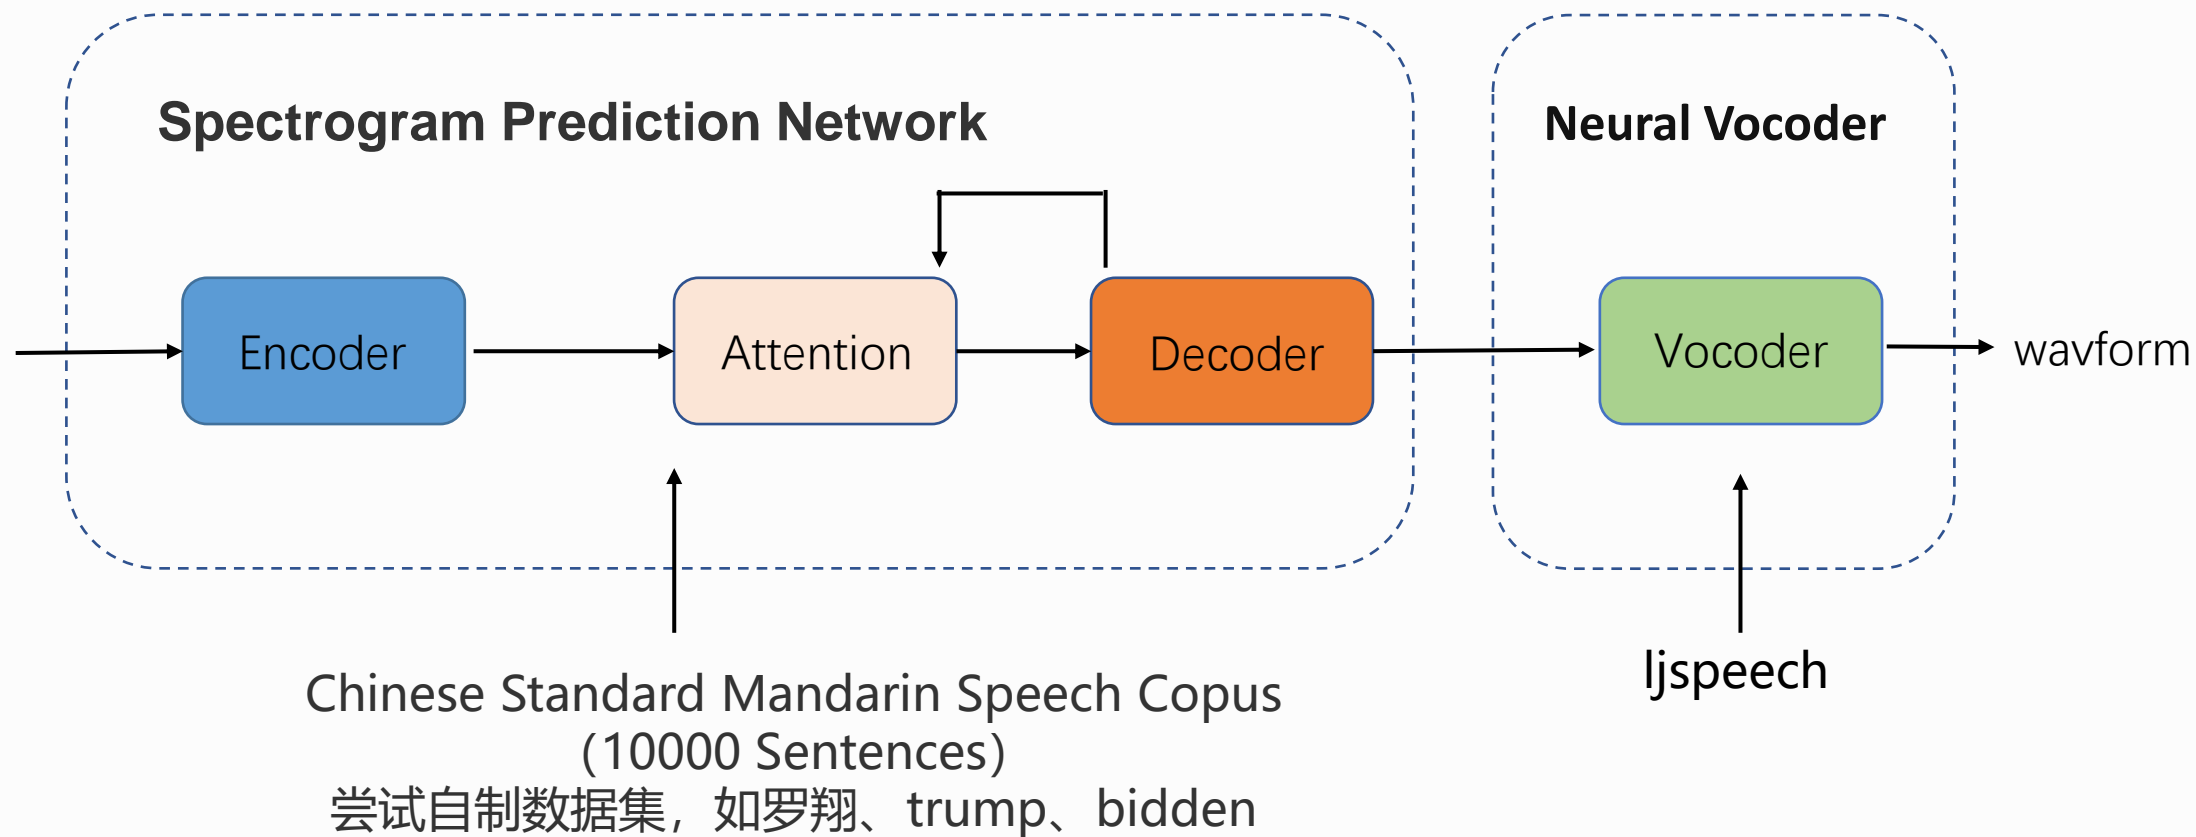 Spectrogram Prediction Network
Neural Vocoder
Encoder
Attention
Decoder
Vocoder
wavform
Chinese Standard Mandarin Speech Copus
（10000 Sentences）
尝试自制数据集，如罗翔、trump、bidden
ljspeech